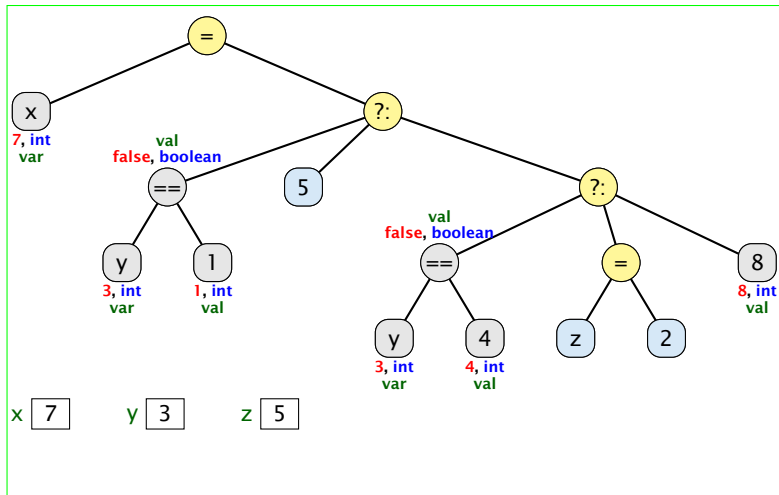 =
x
7, int
var
?:
val
false, boolean
==
5
?:
y
3, int
var
1
1, int
val
val
false, boolean
==
=
8
8, int
val
y
3, int
var
4
4, int
val
z
2
x 7 y 3 z 5